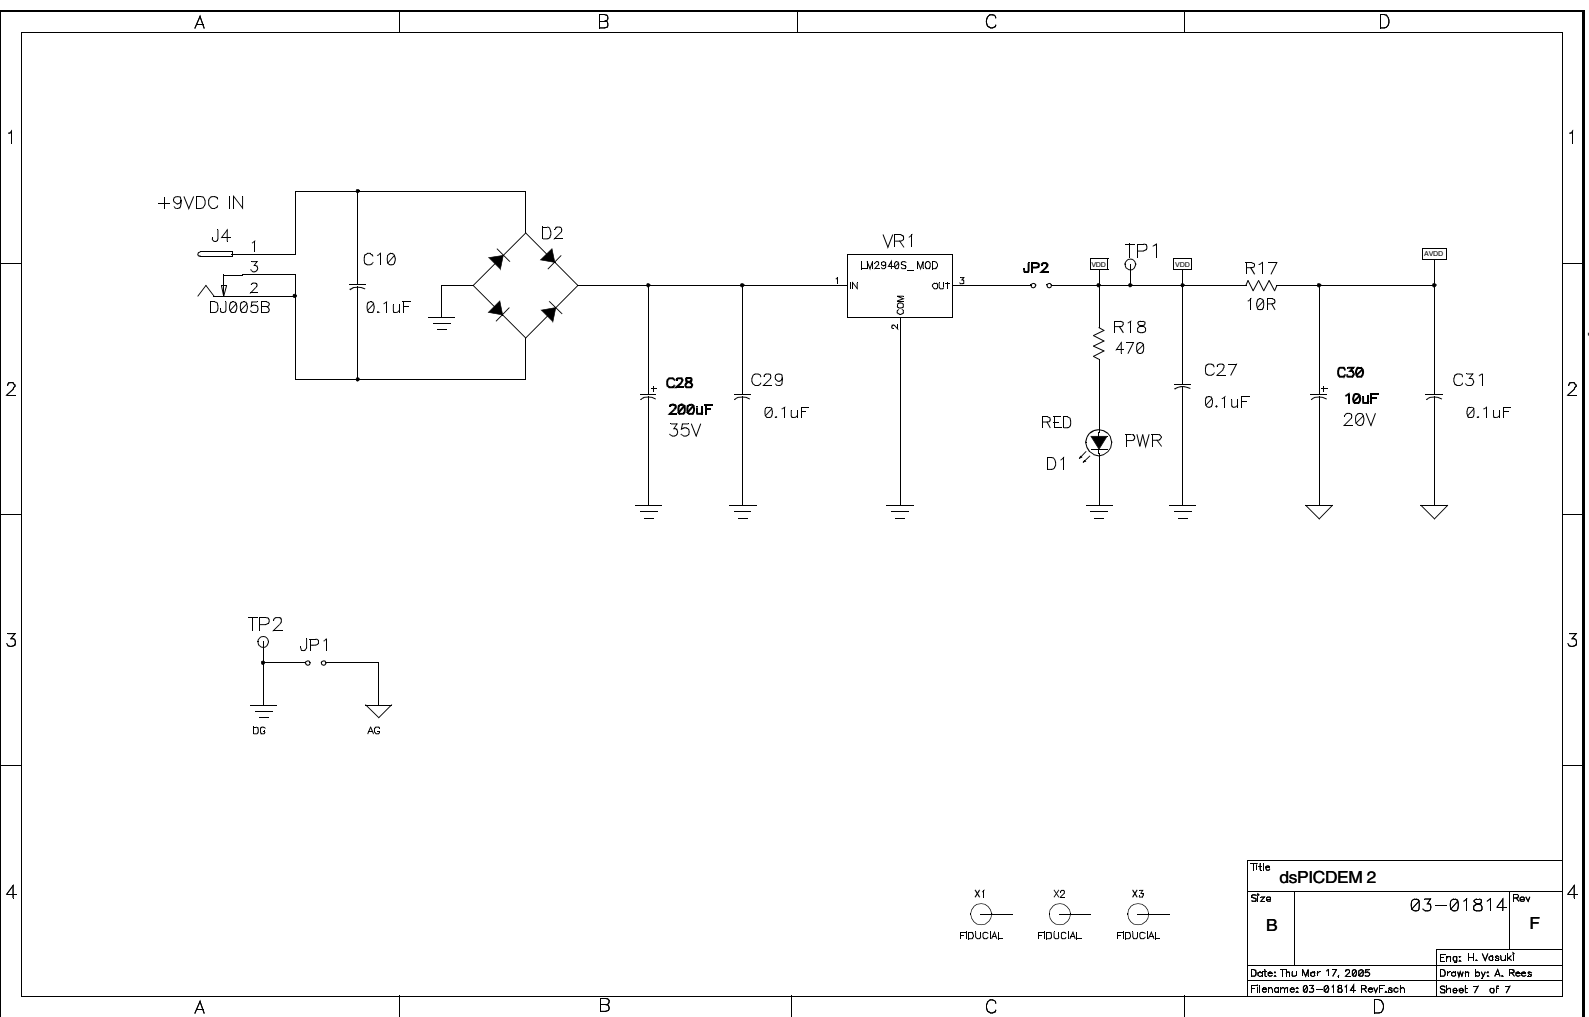 A B C D
1 1
+9VDC IN
J4
1
3
2
DJ005B
C10
0.1uF
D2
VR1
LM2940S_MOD
1 IN OUT 3
COM
2
JP2
VDD
TP1
VDD
R17
10R
AVDD
R18
470
2 2
C28
+
200uF
35V
C29
0.1uF
RED
D1
PWR
C27
0.1uF
C30
+
10uF
20V
C31
0.1uF
3 3
TP2
JP1
DG
AG
4 4
X1 X2 X3
FIDUCIAL FIDUCIAL FIDUCIAL
Title
dsPICDEM 2
Size
B
03-01814
Rev
F
Eng: H. Vasuki
Date: Thu Mar 17, 2005
Drawn by: A. Rees
Filename: 03-01814 RevF.sch
Sheet 7 of 7
A B C D